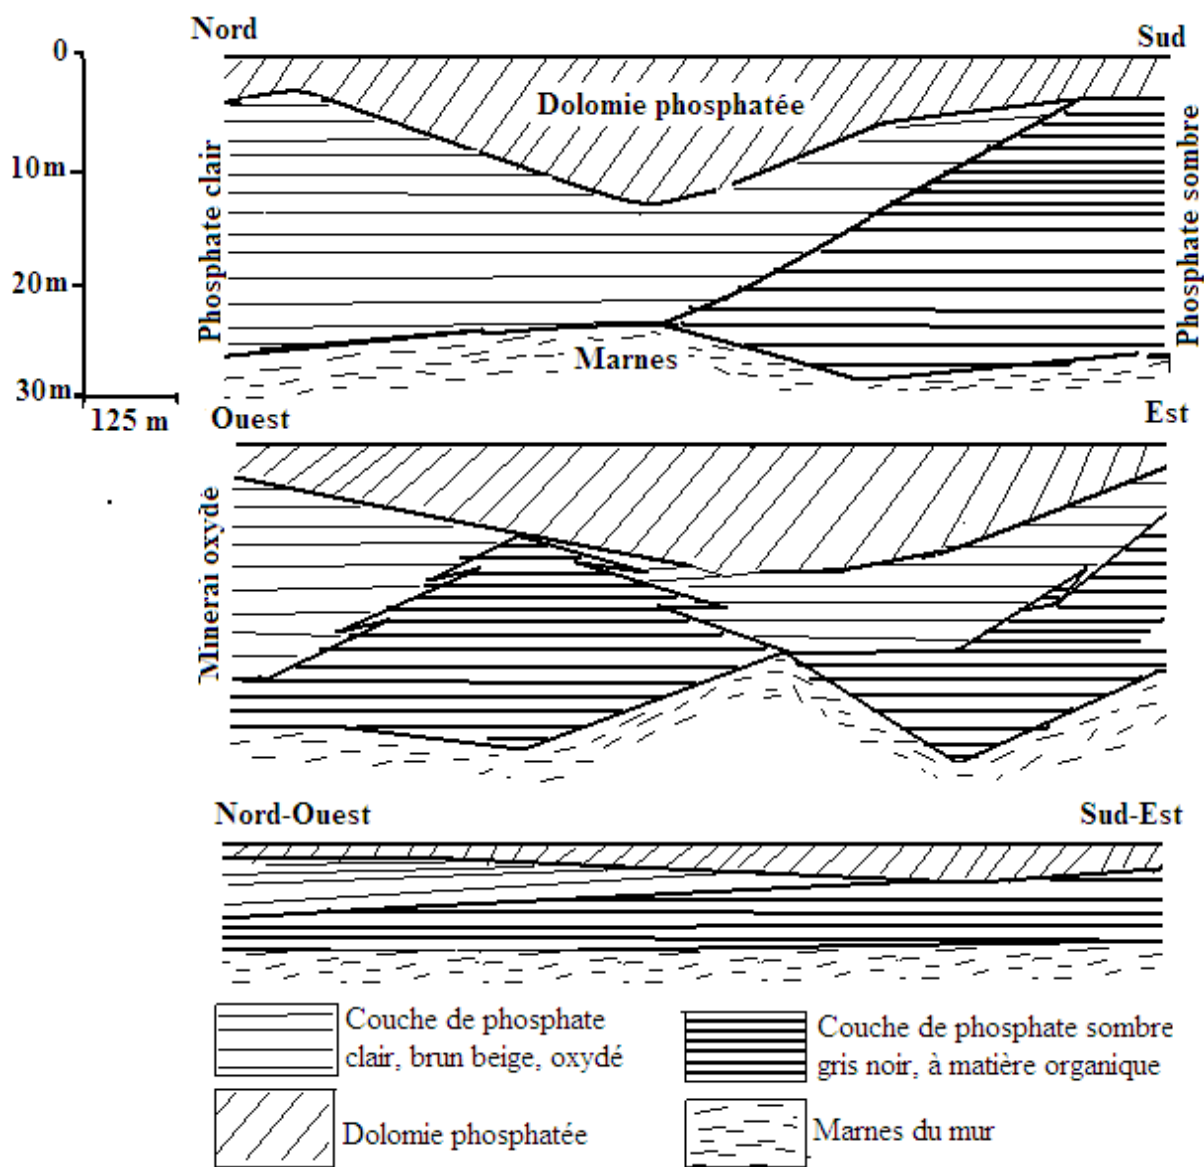 Nord
Sud
0
10m
20m
30m
125 m
Phosphate clair
Dolomie phosphatée
Marnes
Phosphate sombre
Ouest
Est
Minerai oxydé
Nord-Ouest
Sud-Est
Couche de phosphate
clair, brun beige, oxydé
Couche de phosphate sombre
gris noir, à matière organique
Dolomie phosphatée
Marnes du mur